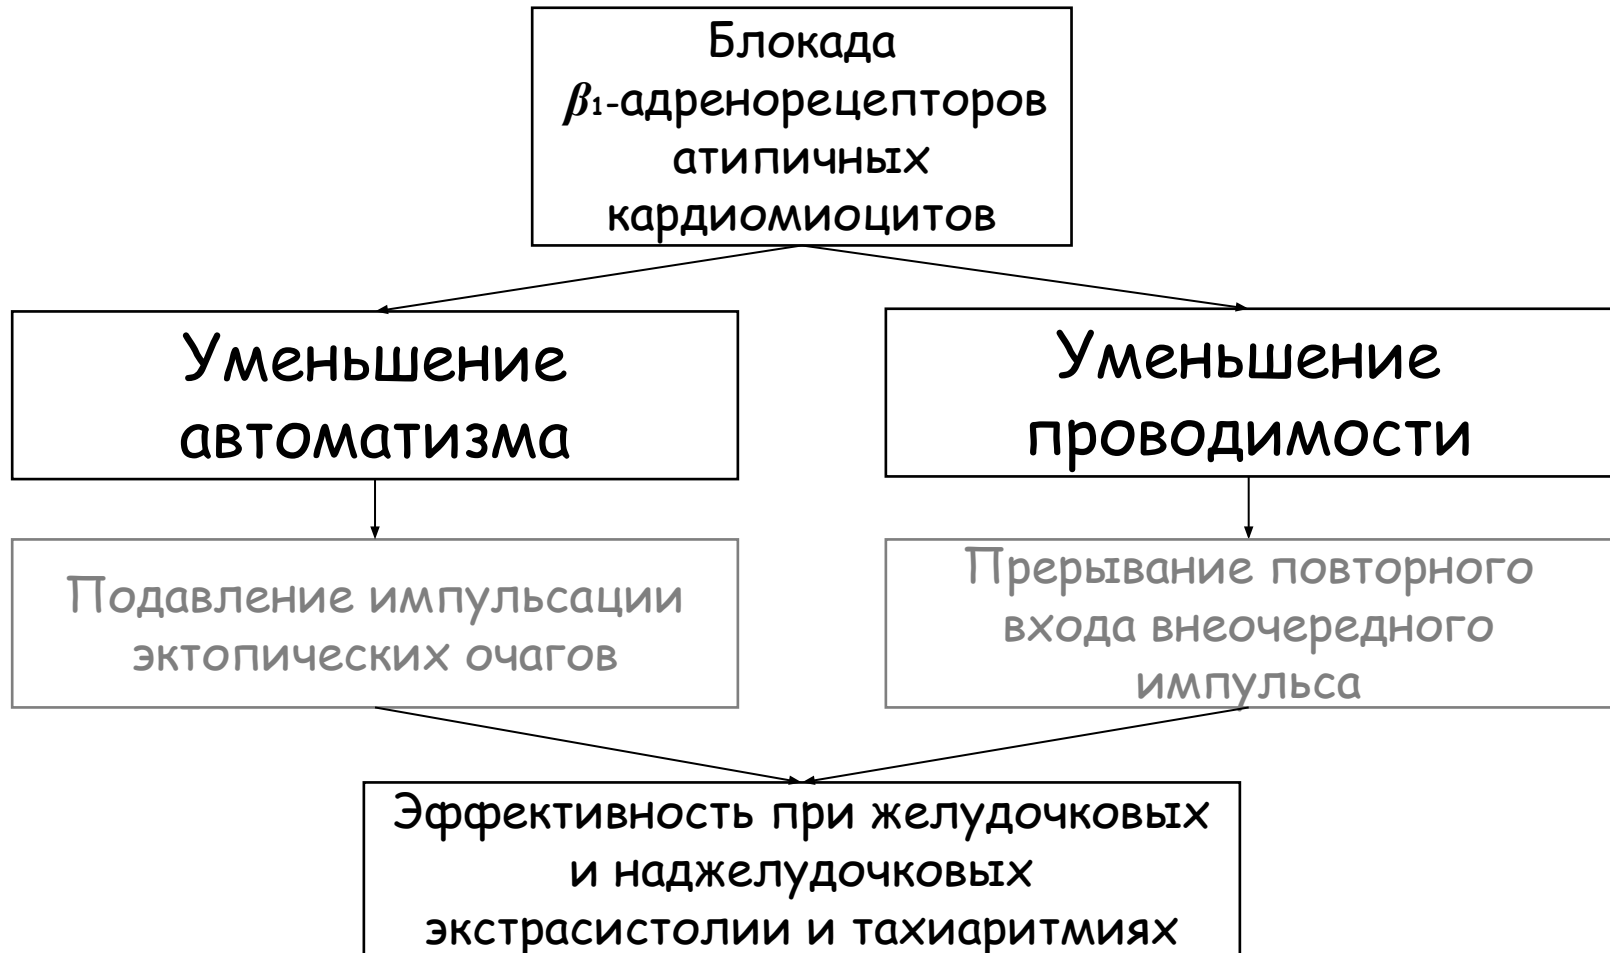 Блокада
β1-адренорецепторов
атипичных
кардиомиоцитов
Уменьшение
автоматизма
Уменьшение
проводимости
Подавление импульсации
эктопических очагов
Прерывание повторного
входа внеочередного
импульса
Эффективность при желудочковых
и наджелудочковых
экстрасистолии и тахиаритмиях